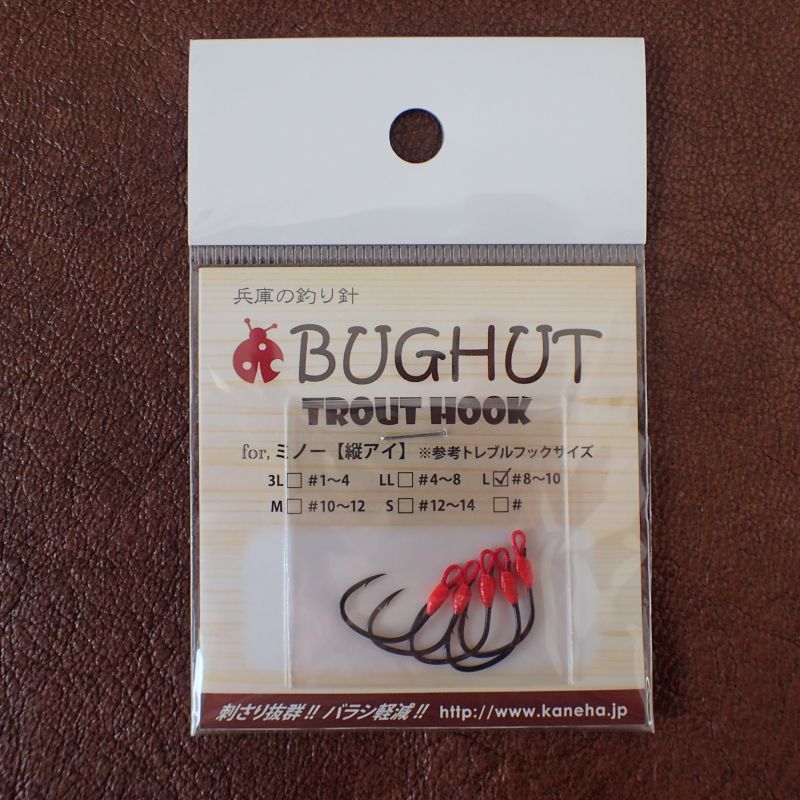 兵庫の釣り針
BUGHUT
TROUT HOOK
for, ミノー【縦アイ】 ※参考トレブルフックサイズ
3L□ #1～4 LL□ #4～8 L☑ #8～10
M□ #10～12 S□ #12～14 □ #
刺さり抜群!! バラシ軽減!! http://www.kaneha.jp